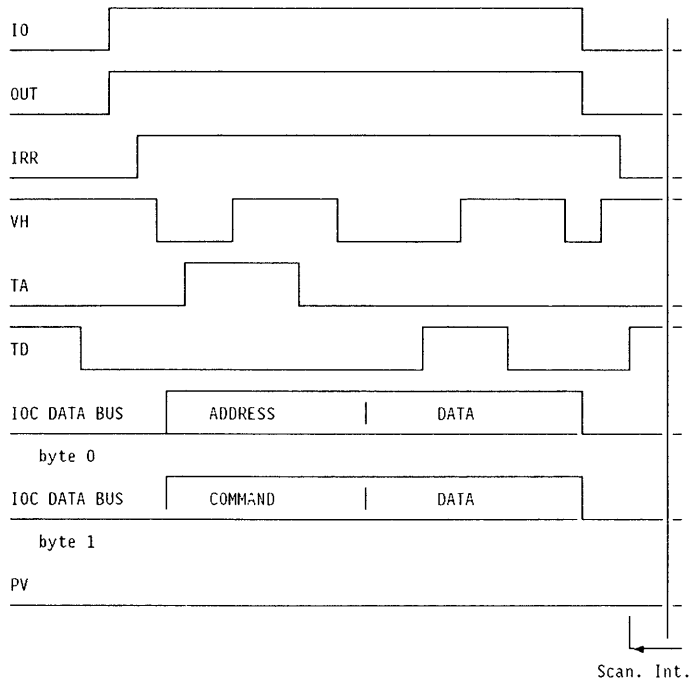 IO
OUT
IRR
VH
TA
TD
IOC DATA BUS ADDRESS DATA
byte 0
IOC DATA BUS COMMAND DATA
byte 1
PV
Scan. Int.